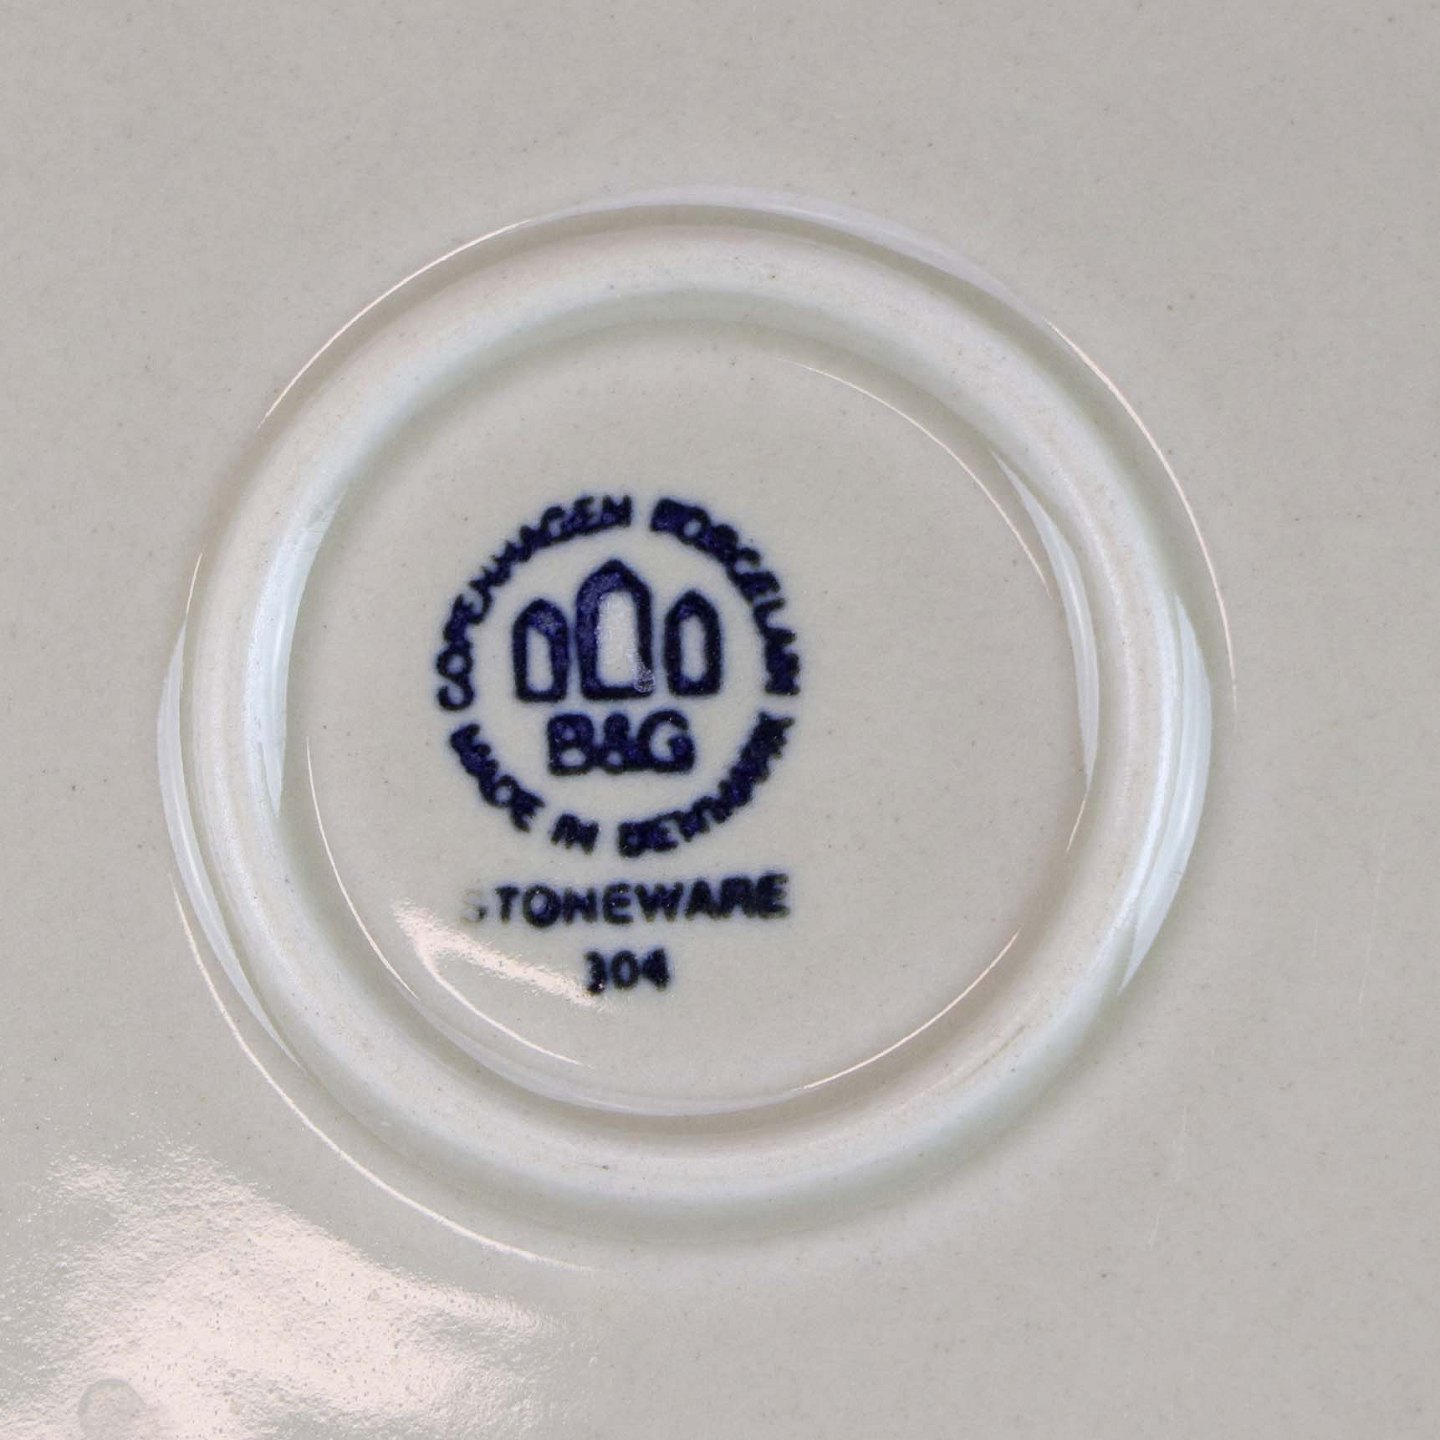 COPENHAGEN PORCELAIN
B&G
MADE IN DENMARK
STONEWARE
304